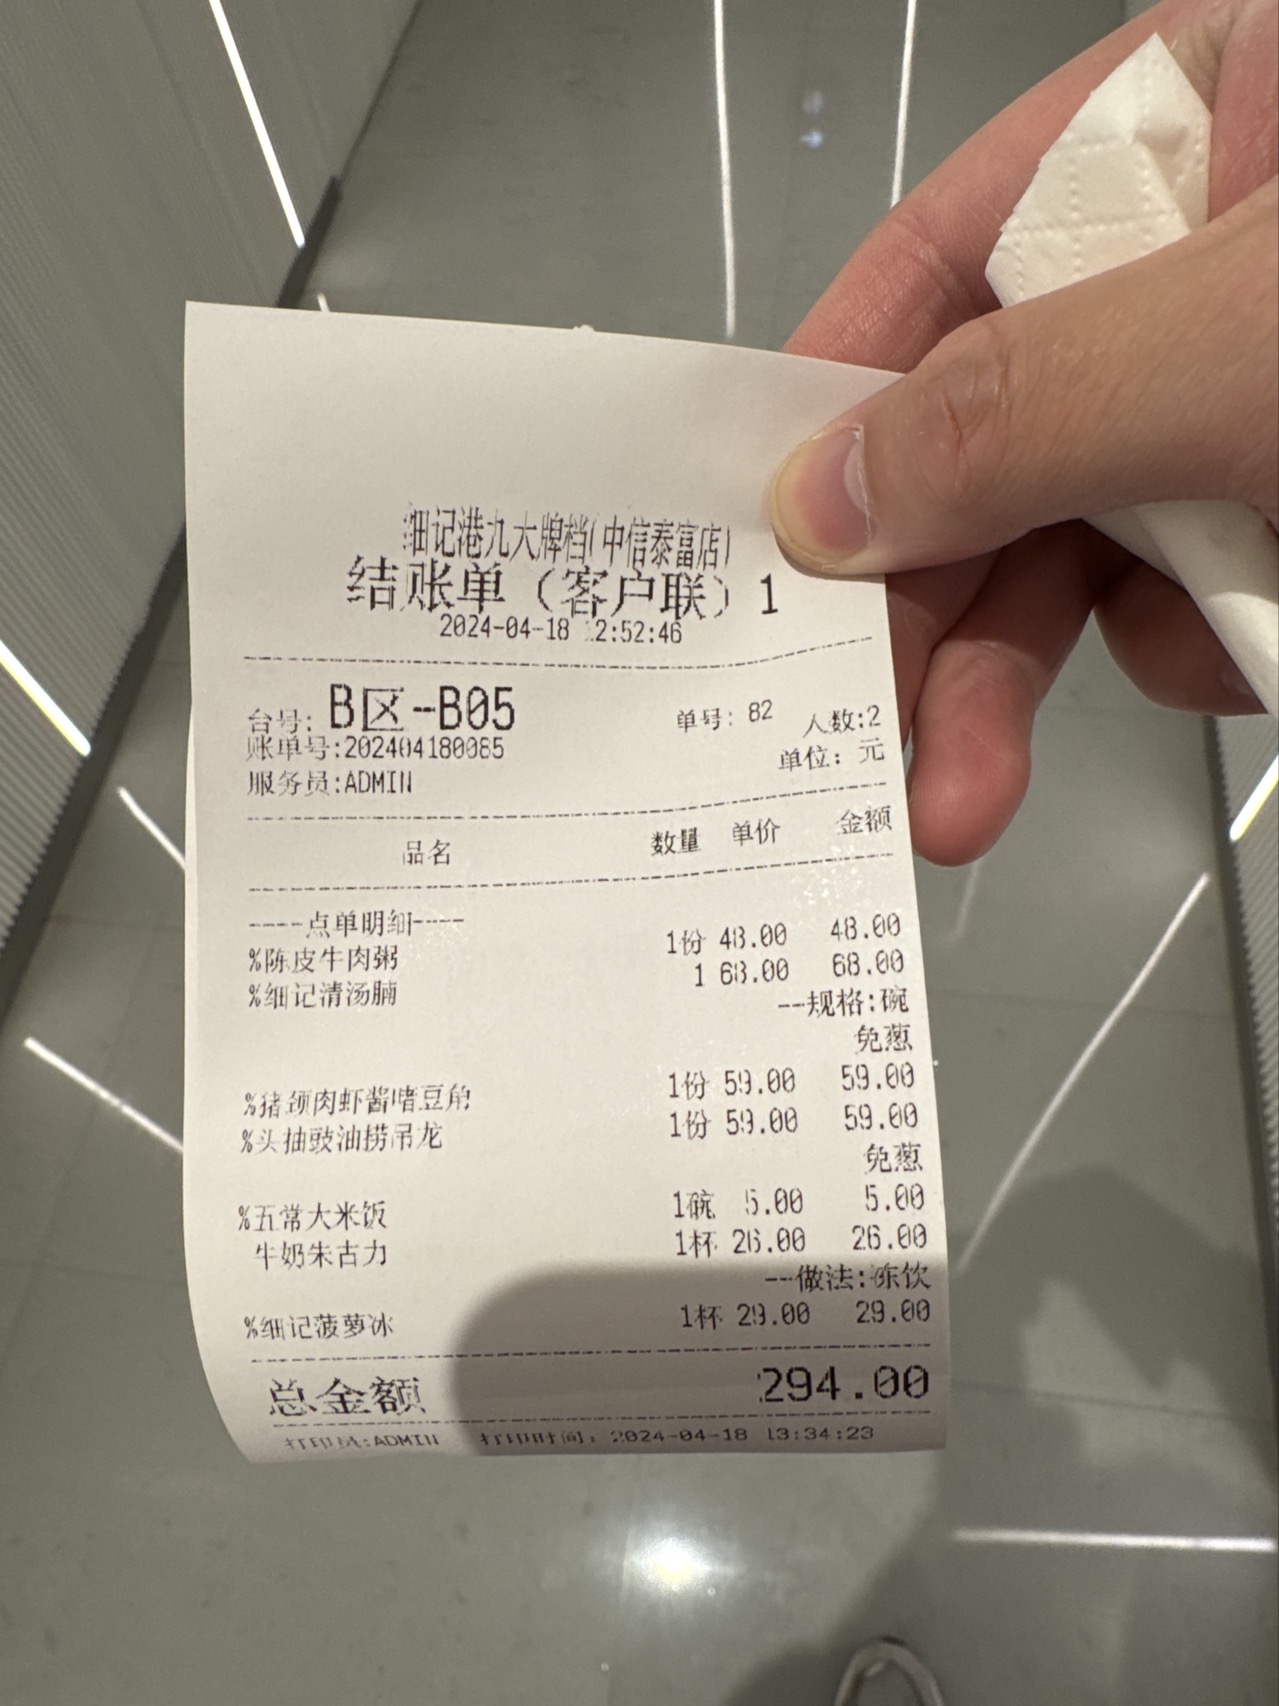 细记港九大牌档(中信泰富店)
结账单（客户联）1
2024-04-18 12:52:46
台号: B区-B05 单号: 82 人数:2
账单号:202404180085 单位: 元
服务员:ADMIN
品名 数量 单价 金额
----点单明细----
%陈皮牛肉粥 1份 48.00 48.00
%细记清汤腩 1 68.00 68.00
--规格:碗
免葱
%猪颈肉虾酱啫豆角 1份 59.00 59.00
%头抽豉油捞吊龙 1份 59.00 59.00
免葱
%五常大米饭 1碗 5.00 5.00
牛奶朱古力 1杯 26.00 26.00
--做法:冻饮
%细记菠萝冰 1杯 29.00 29.00
总金额 294.00
打印员:ADMIN 打印时间: 2024-04-18 13:34:23